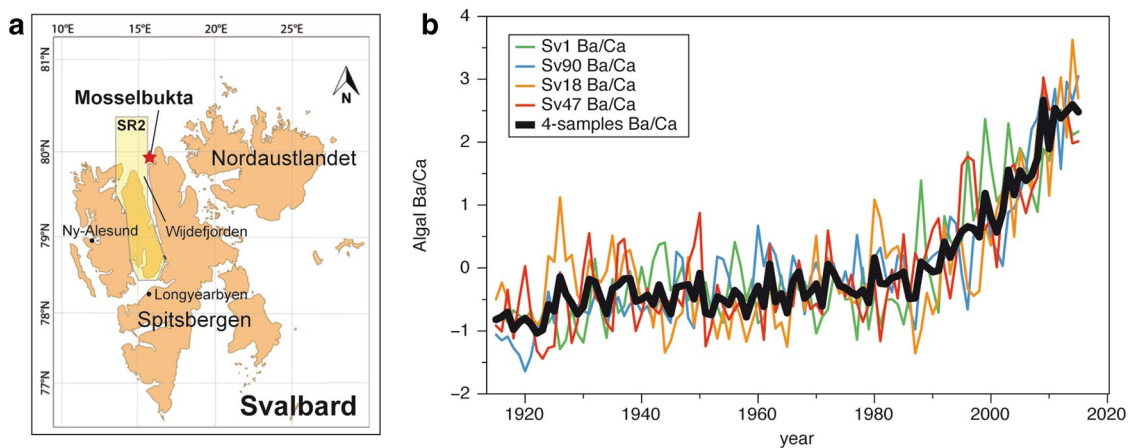 a
10°E 15°E 20°E 25°E
81°N
80°N
79°N
78°N
77°N
N
Mosselbukta
SR2
Nordaustlandet
Ny-Alesund
Wijdefjorden
Longyearbyen
Spitsbergen
Svalbard
b
Sv1 Ba/Ca
Sv90 Ba/Ca
Sv18 Ba/Ca
Sv47 Ba/Ca
4-samples Ba/Ca
Algal Ba/Ca
4
3
2
1
0
−1
−2
1920 1940 1960 1980 2000 2020
year